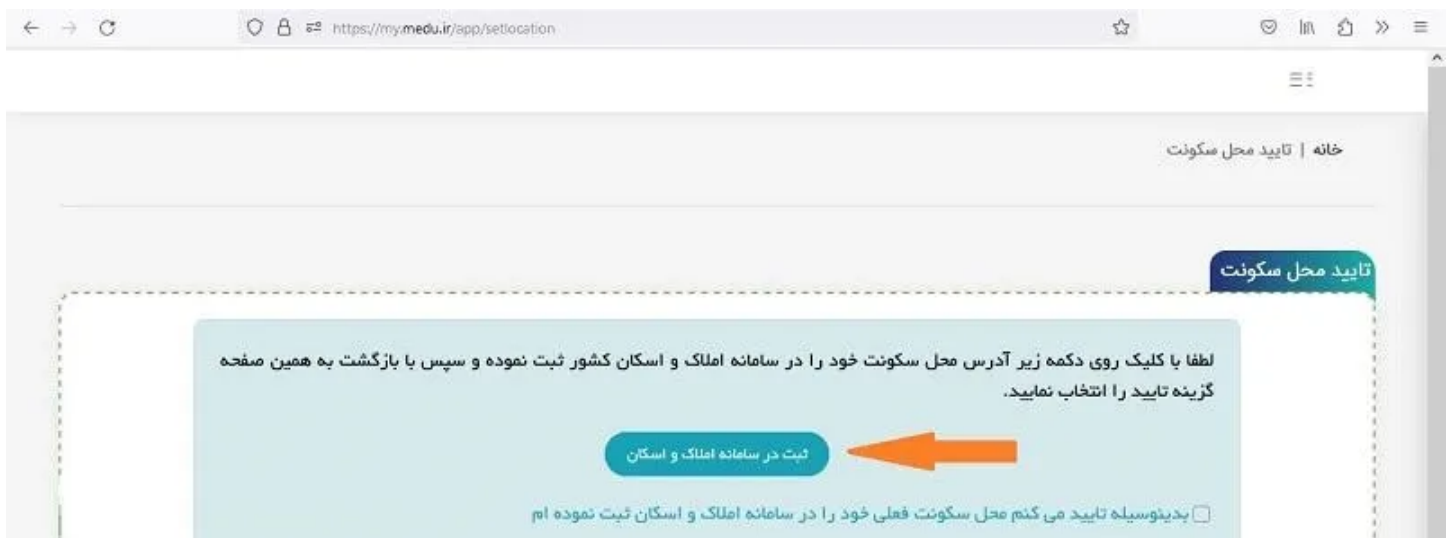 https://my.medu.ir/app/setlocation
خانه | تایید محل سکونت
تایید محل سکونت
لطفا با کلیک روی دکمه زیر آدرس محل سکونت خود را در سامانه املاک و اسکان کشور ثبت نموده و سپس با بازگشت به همین صفحه
گزینه تایید را انتخاب نمایید.
ثبت در سامانه املاک و اسکان
بدینوسیله تایید می کنم محل سکونت فعلی خود را در سامانه املاک و اسکان ثبت نموده ام